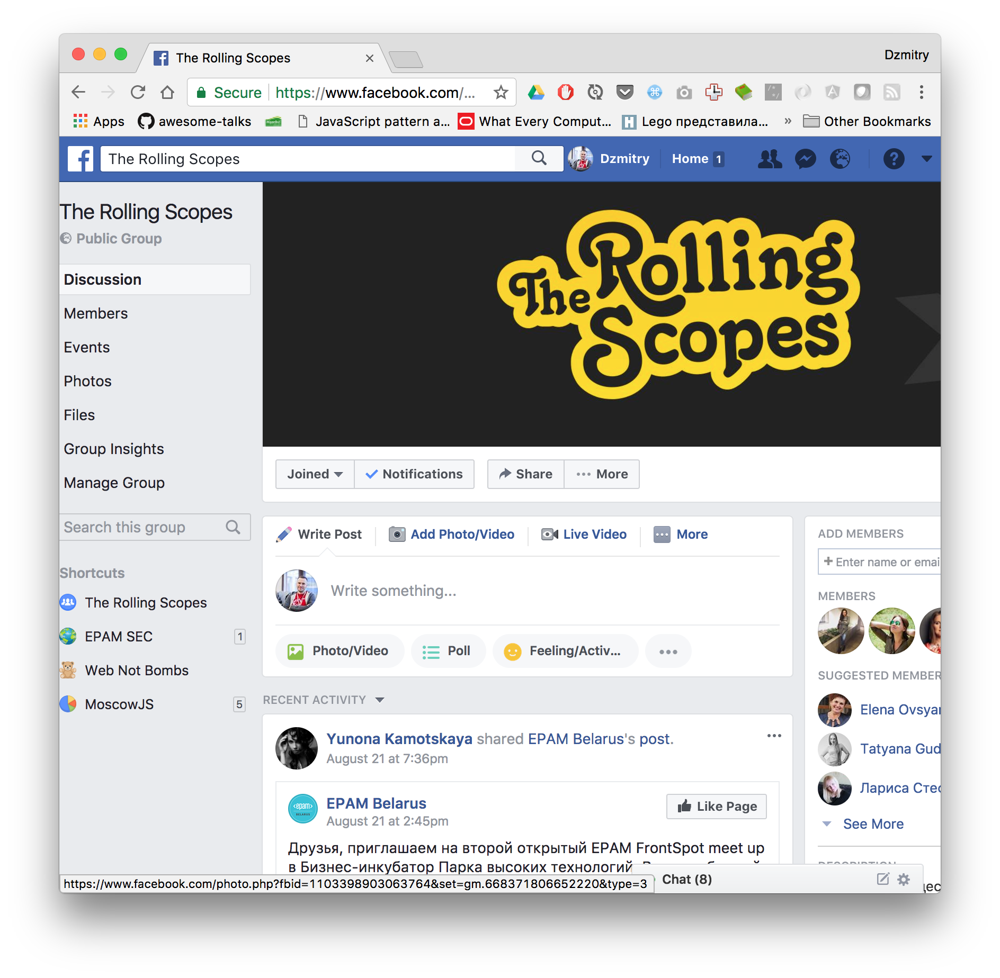 The Rolling Scopes
Dzmitry
Secure https://www.facebook.com/...
Apps awesome-talks JavaScript pattern a... What Every Comput... Lego представила... » Other Bookmarks
The Rolling Scopes
Dzmitry Home 1
The Rolling Scopes
Public Group
Discussion
Members
Events
Photos
Files
Group Insights
Manage Group
Search this group
Shortcuts
The Rolling Scopes
EPAM SEC 1
Web Not Bombs
MoscowJS 5
The Rolling
Scopes
Joined Notifications Share More
Write Post Add Photo/Video Live Video More
Write something...
Photo/Video Poll Feeling/Activ...
RECENT ACTIVITY
Yunona Kamotskaya shared EPAM Belarus's post.
August 21 at 7:36pm
<epam>
BELARUS
EPAM Belarus
August 21 at 2:45pm
Like Page
Друзья, приглашаем на второй открытый EPAM FrontSpot meet up
в Бизнес-инкубатор Парка высоких технологий.
ADD MEMBERS
+ Enter name or emai
MEMBERS
SUGGESTED MEMBER
Elena Ovsyan
Tatyana Gud
Лариса Стес
See More
Chat (8)
https://www.facebook.com/photo.php?fbid=1103398903063764&set=gm.668371806652220&type=3